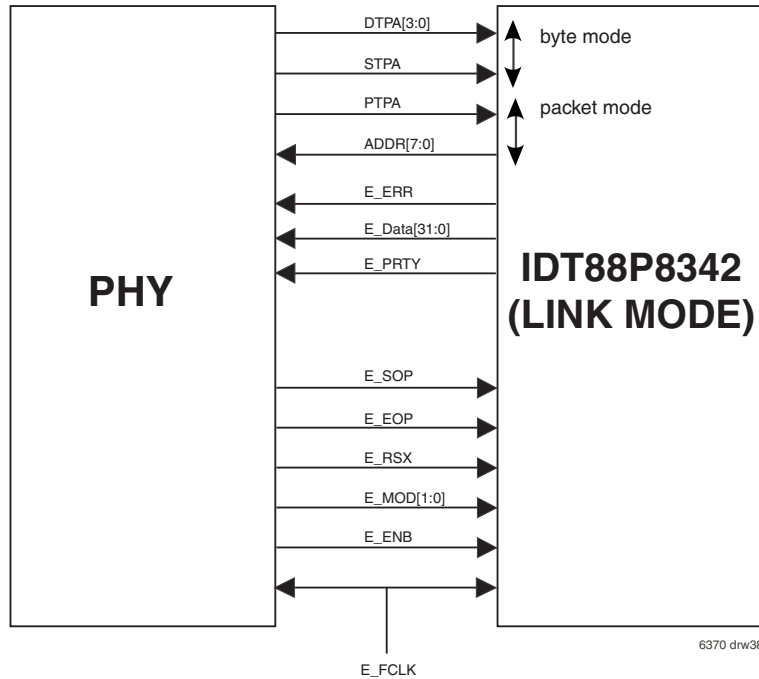 DTPA[3:0]
byte mode
STPA
PTPA
packet mode
ADDR[7:0]
E_ERR
E_Data[31:0]
E_PRTY
PHY
IDT88P8342
(LINK MODE)
E_SOP
E_EOP
E_RSX
E_MOD[1:0]
E_ENB
6370 drw38
E_FCLK